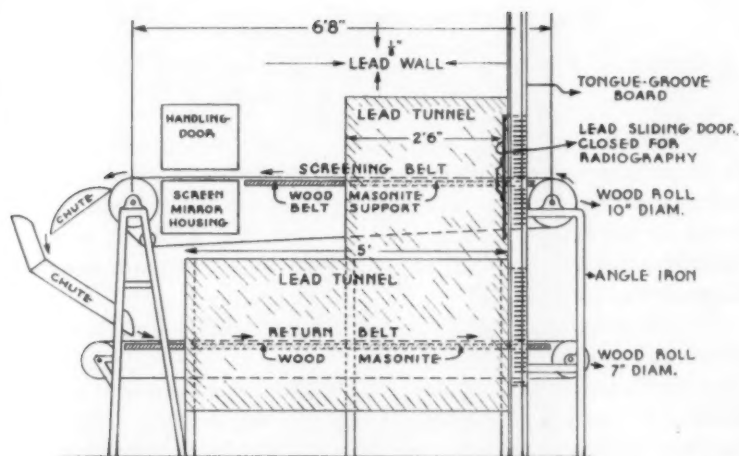 6'8"
1/8"
LEAD WALL
TONGUE-GROOVE
BOARD
HANDLING-
DOOR
LEAD TUNNEL
2'6"
LEAD SLIDING DOOR.
CLOSED FOR
RADIOGRAPHY
SCREENING BELT
CHUTE
SCREEN
MIRROR
HOUSING
WOOD
BELT
MASONITE
SUPPORT
WOOD ROLL
10" DIAM.
5'
CHUTE
LEAD TUNNEL
ANGLE IRON
RETURN BELT
WOOD
MASONITE
WOOD ROLL
7" DIAM.